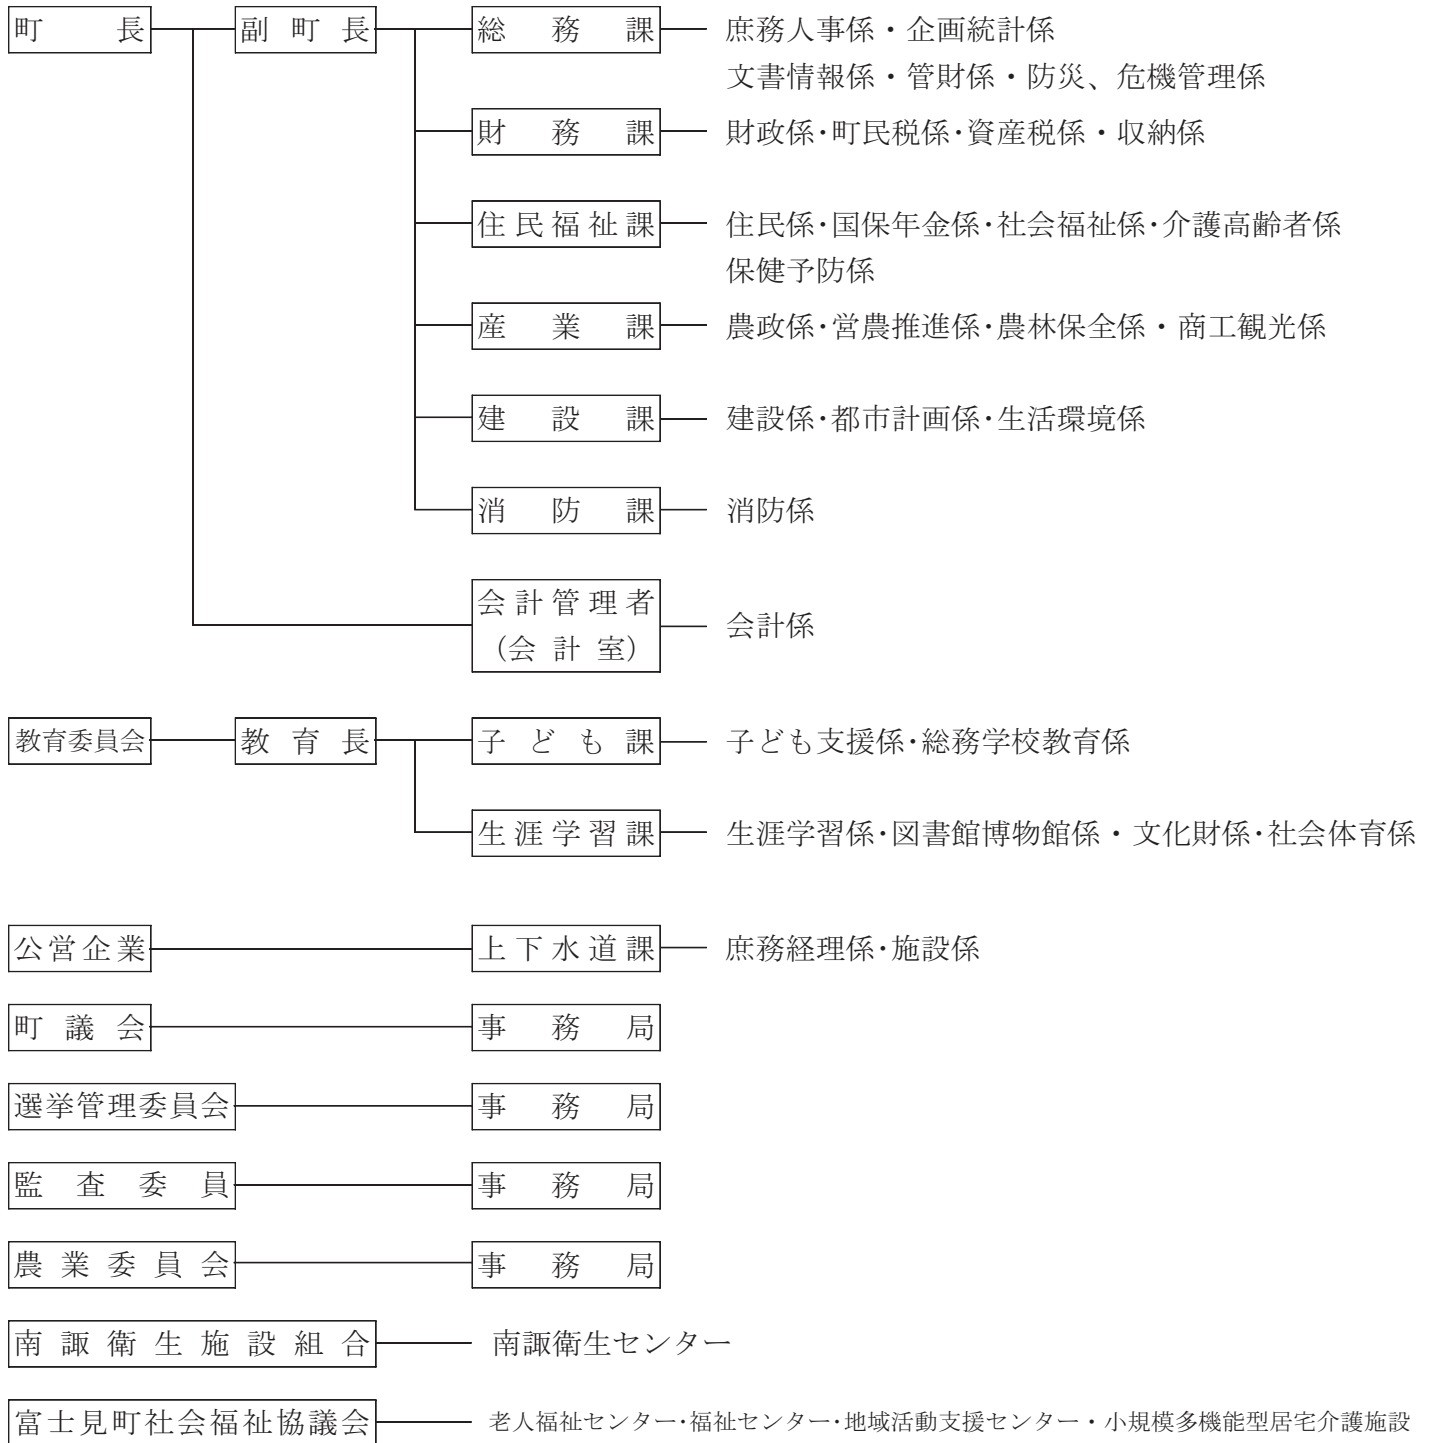 町長 副町長 総務課 庶務人事係・企画統計係
文書情報係・管財係・防災、危機管理係
財務課 財政係・町民税係・資産税係・収納係
住民福祉課 住民係・国保年金係・社会福祉係・介護高齢者係
保健予防係
産業課 農政係・営農推進係・農林保全係・商工観光係
建設課 建設係・都市計画係・生活環境係
消防課 消防係
会計管理者
(会計室) 会計係
教育委員会 教育長 子ども課 子ども支援係・総務学校教育係
生涯学習課 生涯学習係・図書館博物館係・文化財係・社会体育係
公営企業 上下水道課 庶務経理係・施設係
町議会 事務局
選挙管理委員会 事務局
監査委員 事務局
農業委員会 事務局
南諏衛生施設組合 南諏衛生センター
富士見町社会福祉協議会 老人福祉センター・福祉センター・地域活動支援センター・小規模多機能型居宅介護施設